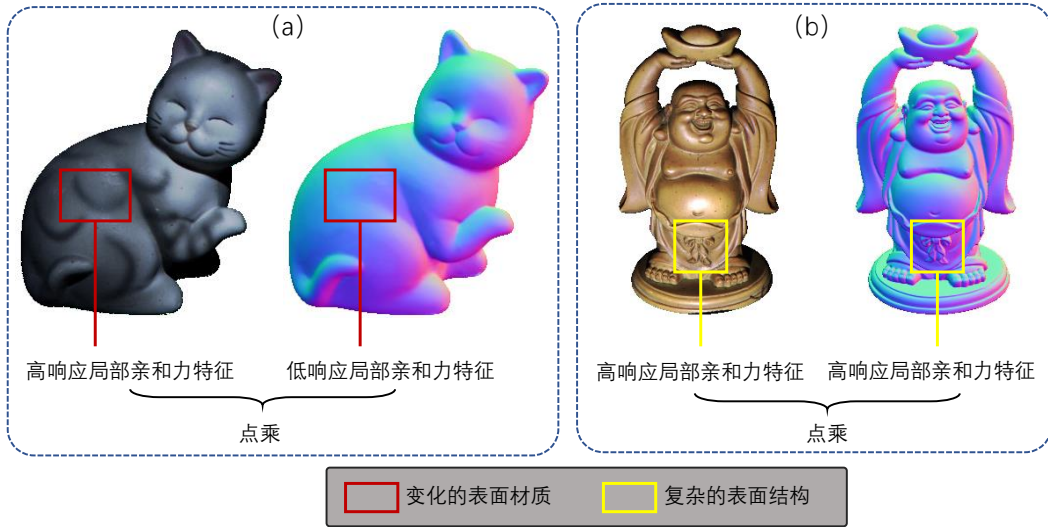 (a)
高响应局部亲和力特征
低响应局部亲和力特征
点乘
(b)
高响应局部亲和力特征
高响应局部亲和力特征
点乘
变化的表面材质
复杂的表面结构